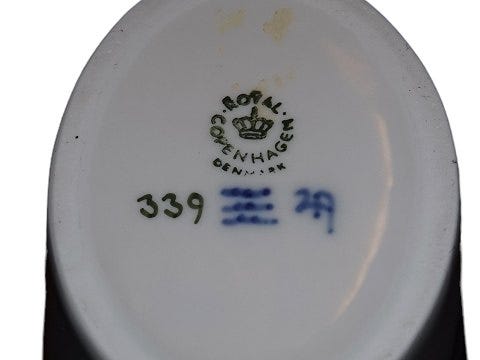 ROYAL
COPENHAGEN
DENMARK
339